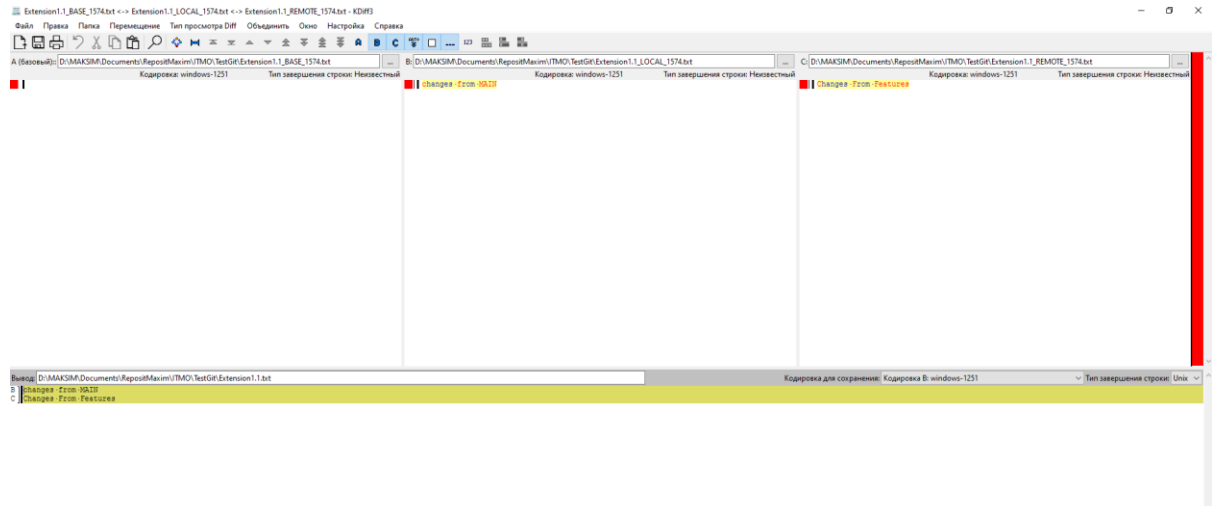 Extension1.1_BASE_1574.txt <-> Extension1.1_LOCAL_1574.txt <-> Extension1.1_REMOTE_1574.txt - KDiff3
Файл Правка Папка Перемещение Тип просмотра Diff Объединить Окно Настройка Справка
A B C 123
A (базовый): D:\MAKSIM\Documents\RepositMaxim\ITMO\TestGit\Extension1.1_BASE_1574.txt ... B: D:\MAKSIM\Documents\RepositMaxim\ITMO\TestGit\Extension1.1_LOCAL_1574.txt ... C: D:\MAKSIM\Documents\RepositMaxim\ITMO\TestGit\Extension1.1_REMOTE_1574.txt ...
Кодировка: windows-1251 Тип завершения строки: Неизвестный Кодировка: windows-1251 Тип завершения строки: Неизвестный Кодировка: windows-1251 Тип завершения строки: Неизвестный
changes·from·MAIN Changes·From·Features
Вывод: D:\MAKSIM\Documents\RepositMaxim\ITMO\TestGit\Extension1.1.txt Кодировка для сохранения: Кодировка B: windows-1251 Тип завершения строки: Unix
B changes·from·MAIN
C Changes·From·Features